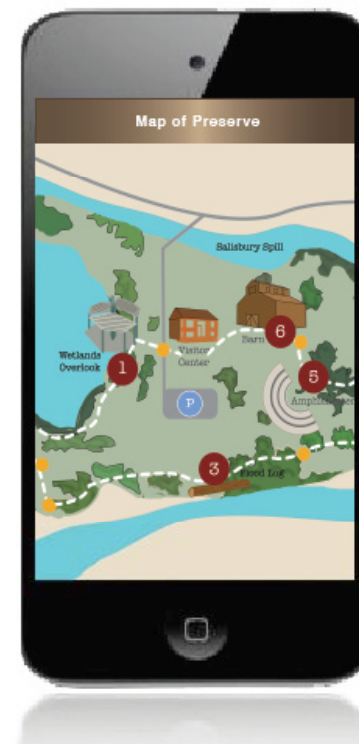 Map of Preserve
Salisbury Spill
Wetlands
Overlook
1
Visitor
Center
Barn
6
5
P
3
Flood Log